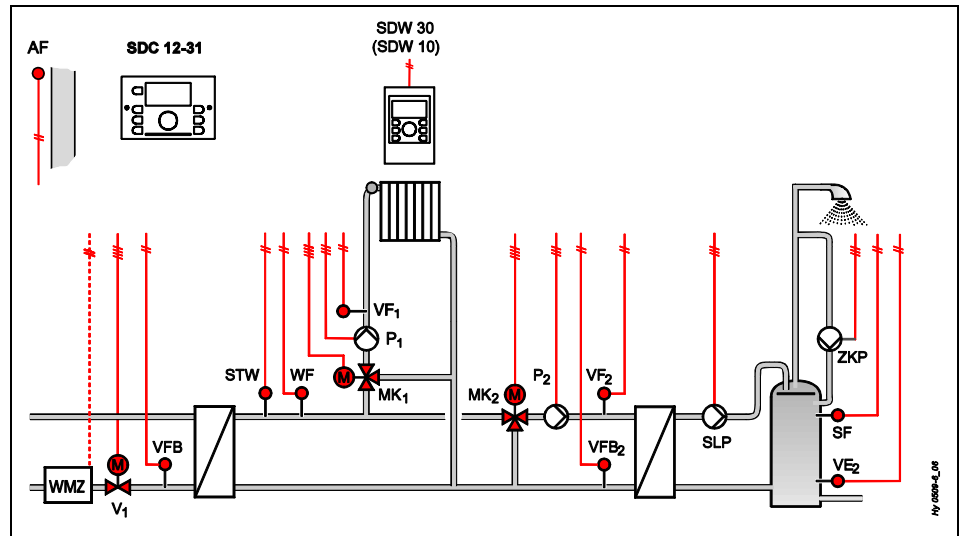 AF
SDC 12-31
SDW 30
(SDW 10)
VF1
P1
STW
WF
M
MK1
MK2
M
P2
VF2
ZKP
SLP
SF
VFB
M
VFB2
VE2
WMZ
V1
Hy 0509-8_06